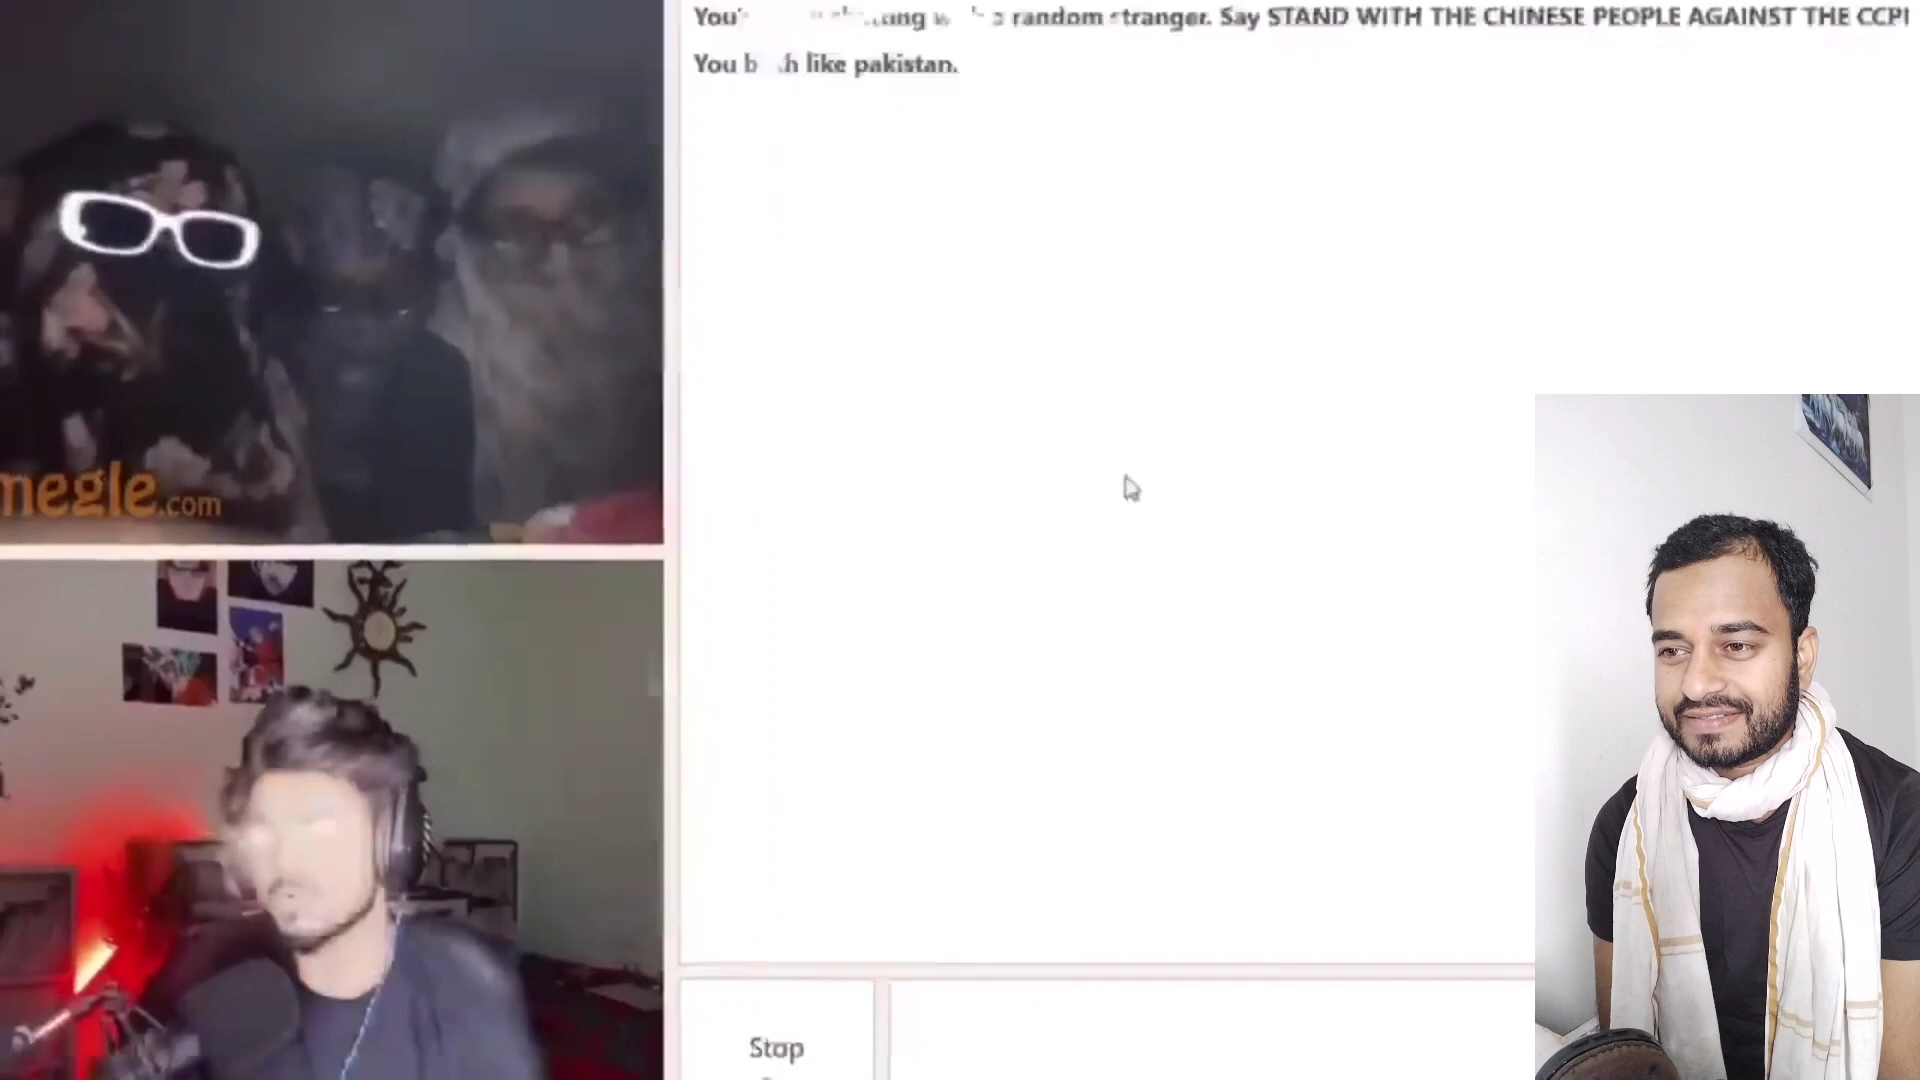 random stranger. Say STAND WITH THE CHINESE PEOPLE AGAINST THE CCP!
You like pakistan.
megle.com
Stop